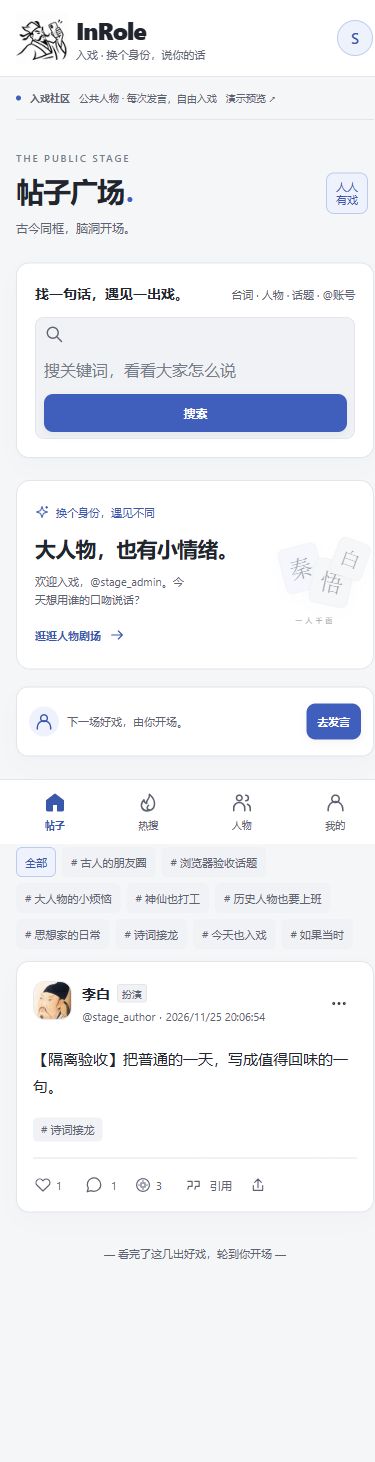 InRole
入戏 · 换个身份，说你的话
S
入戏社区 公共人物 · 每次发言，自由入戏 演示预览 ↗
THE PUBLIC STAGE
帖子广场.
人人
有戏
古今同框，脑洞开场。
找一句话，遇见一出戏。
台词 · 人物 · 话题 · @账号
搜关键词，看看大家怎么说
搜索
换个身份，遇见不同
大人物，也有小情绪。
欢迎入戏，@stage_admin。今
天想用谁的口吻说话？
秦
悟
白
一人千面
逛逛人物剧场 →
下一场好戏，由你开场。
去发言
帖子
热搜
人物
我的
全部
# 古人的朋友圈
# 浏览器验收话题
# 大人物的小烦恼
# 神仙也打工
# 历史人物也要上班
# 思想家的日常
# 诗词接龙
# 今天也入戏
# 如果当时
李白 扮演
@stage_author · 2026/11/25 20:06:54
【隔离验收】把普通的一天，写成值得回味的一
句。
# 诗词接龙
1
1
3
引用
— 看完了这几出好戏，轮到你开场 —